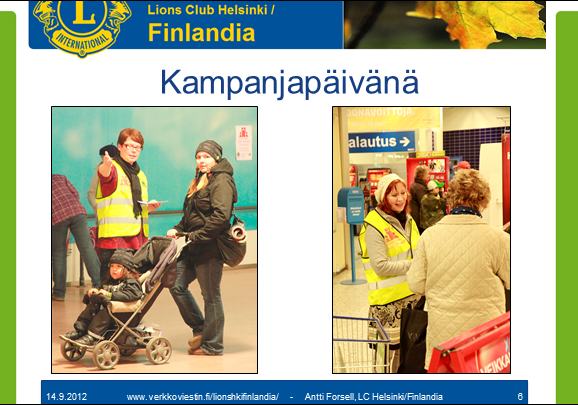 L
INTERNATIONAL
Lions Club Helsinki /
Finlandia
Kampanjapäivänä
alautus →
14.9.2012 www.verkkoviestin.fi/lionshkifinlandia/ - Antti Forsell, LC Helsinki/Finlandia 6